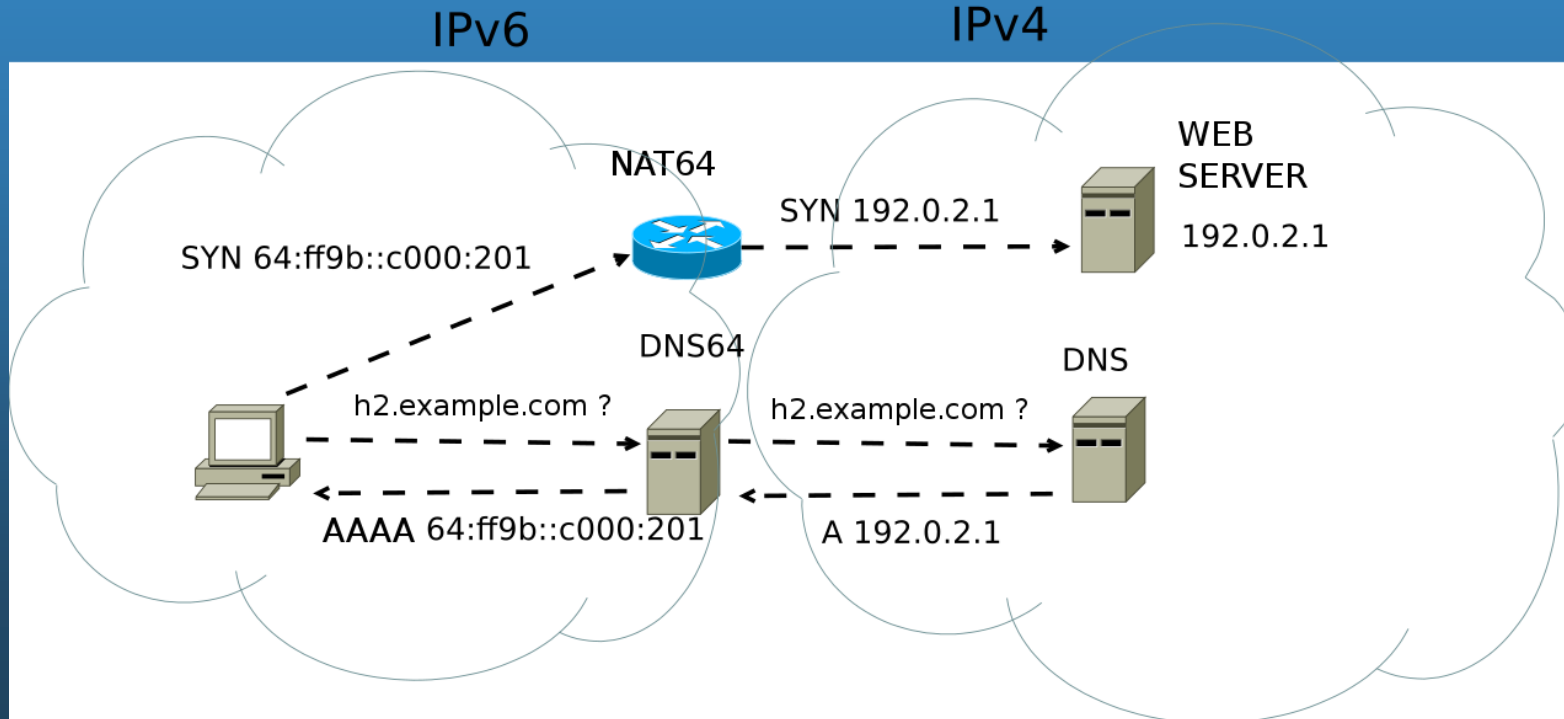 IPv6
IPv4
WEB
SERVER
192.0.2.1
NAT64
SYN 192.0.2.1
SYN 64:ff9b::c000:201
DNS64
DNS
h2.example.com ?
h2.example.com ?
AAAA 64:ff9b::c000:201
A 192.0.2.1